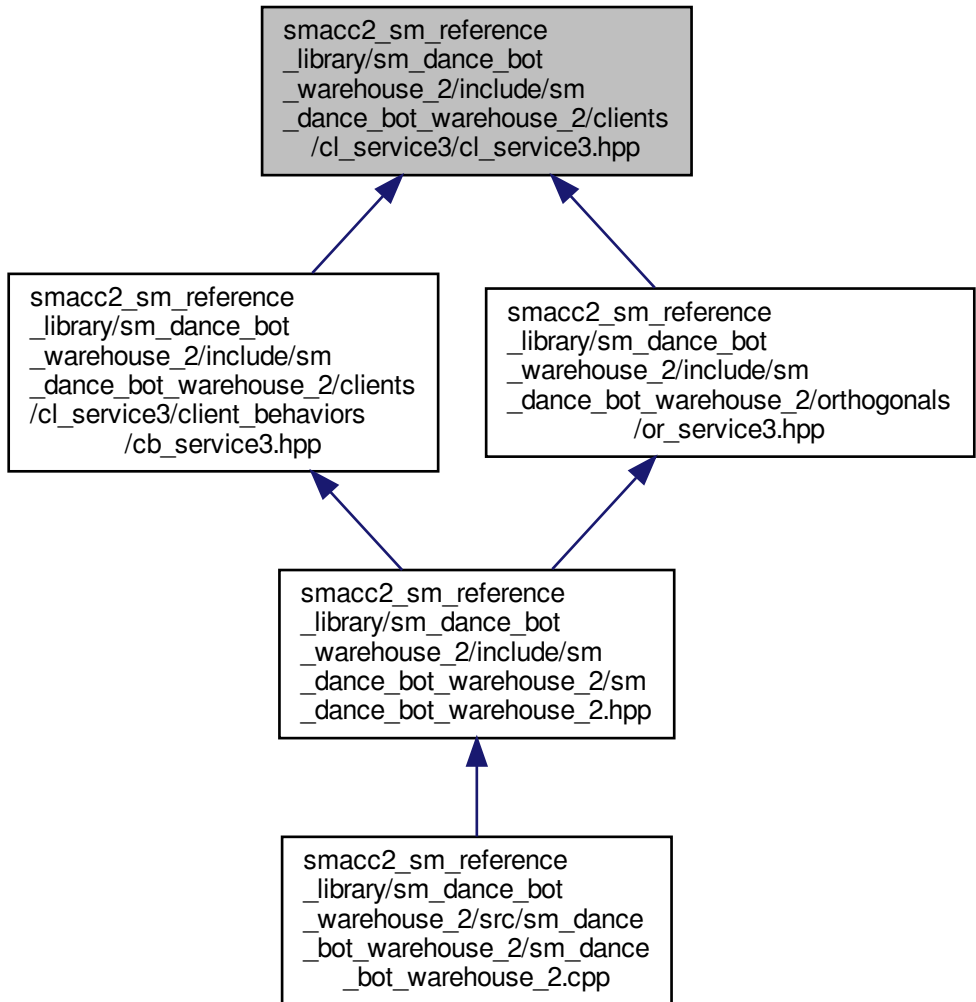 smacc2_sm_reference
_library/sm_dance_bot
_warehouse_2/include/sm
_dance_bot_warehouse_2/clients
/cl_service3/cl_service3.hpp
smacc2_sm_reference
_library/sm_dance_bot
_warehouse_2/include/sm
_dance_bot_warehouse_2/clients
/cl_service3/client_behaviors
/cb_service3.hpp
smacc2_sm_reference
_library/sm_dance_bot
_warehouse_2/include/sm
_dance_bot_warehouse_2/orthogonals
/or_service3.hpp
smacc2_sm_reference
_library/sm_dance_bot
_warehouse_2/include/sm
_dance_bot_warehouse_2/sm
_dance_bot_warehouse_2.hpp
smacc2_sm_reference
_library/sm_dance_bot
_warehouse_2/src/sm_dance
_bot_warehouse_2/sm_dance
_bot_warehouse_2.cpp